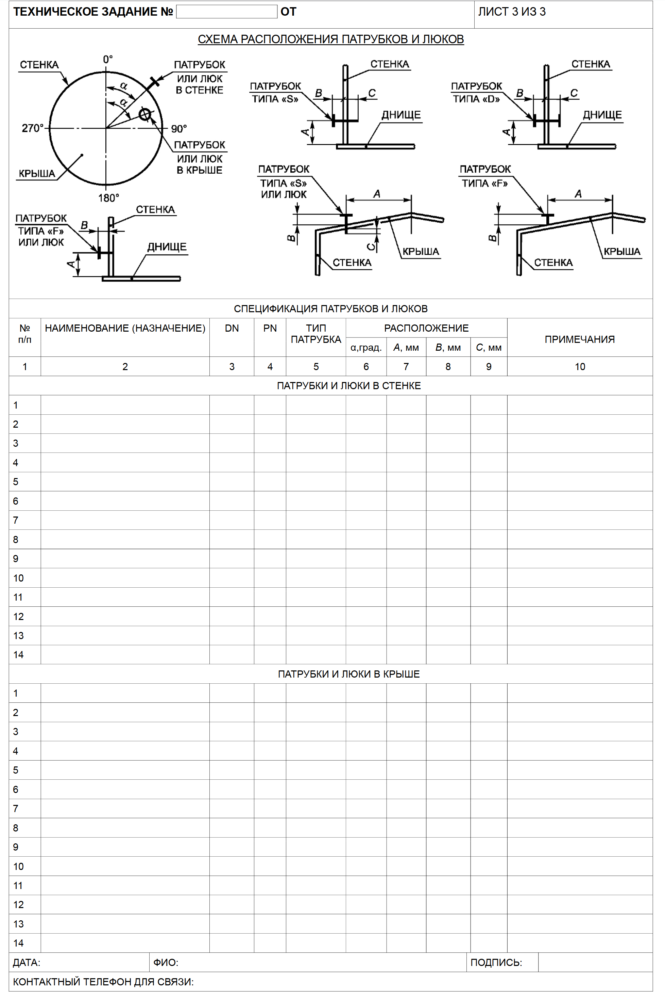 ТЕХНИЧЕСКОЕ ЗАДАНИЕ № ОТ
ЛИСТ 3 ИЗ 3
СХЕМА РАСПОЛОЖЕНИЯ ПАТРУБКОВ И ЛЮКОВ
0°
СТЕНКА
ПАТРУБОК
ИЛИ ЛЮК
В СТЕНКЕ
α
α
270°
90°
ПАТРУБОК
ИЛИ ЛЮК
В КРЫШЕ
КРЫША
180°
СТЕНКА
ПАТРУБОК
ТИПА «S»
B
C
ДНИЩЕ
A
СТЕНКА
ПАТРУБОК
ТИПА «D»
B
C
ДНИЩЕ
A
СТЕНКА
ПАТРУБОК
ТИПА «F»
ИЛИ ЛЮК
B
ДНИЩЕ
A
ПАТРУБОК
ТИПА «S»
ИЛИ ЛЮК
A
B
C
КРЫША
СТЕНКА
ПАТРУБОК
ТИПА «F»
A
B
КРЫША
СТЕНКА
СПЕЦИФИКАЦИЯ ПАТРУБКОВ И ЛЮКОВ
№
п/п
НАИМЕНОВАНИЕ (НАЗНАЧЕНИЕ)
DN
PN
ТИП
ПАТРУБКА
РАСПОЛОЖЕНИЕ
α,град.
A, мм
B, мм
C, мм
ПРИМЕЧАНИЯ
1 2 3 4 5 6 7 8 9 10
ПАТРУБКИ И ЛЮКИ В СТЕНКЕ
1
2
3
4
5
6
7
8
9
10
11
12
13
14
ПАТРУБКИ И ЛЮКИ В КРЫШЕ
1
2
3
4
5
6
7
8
9
10
11
12
13
14
ДАТА: ФИО: ПОДПИСЬ:
КОНТАКТНЫЙ ТЕЛЕФОН ДЛЯ СВЯЗИ: